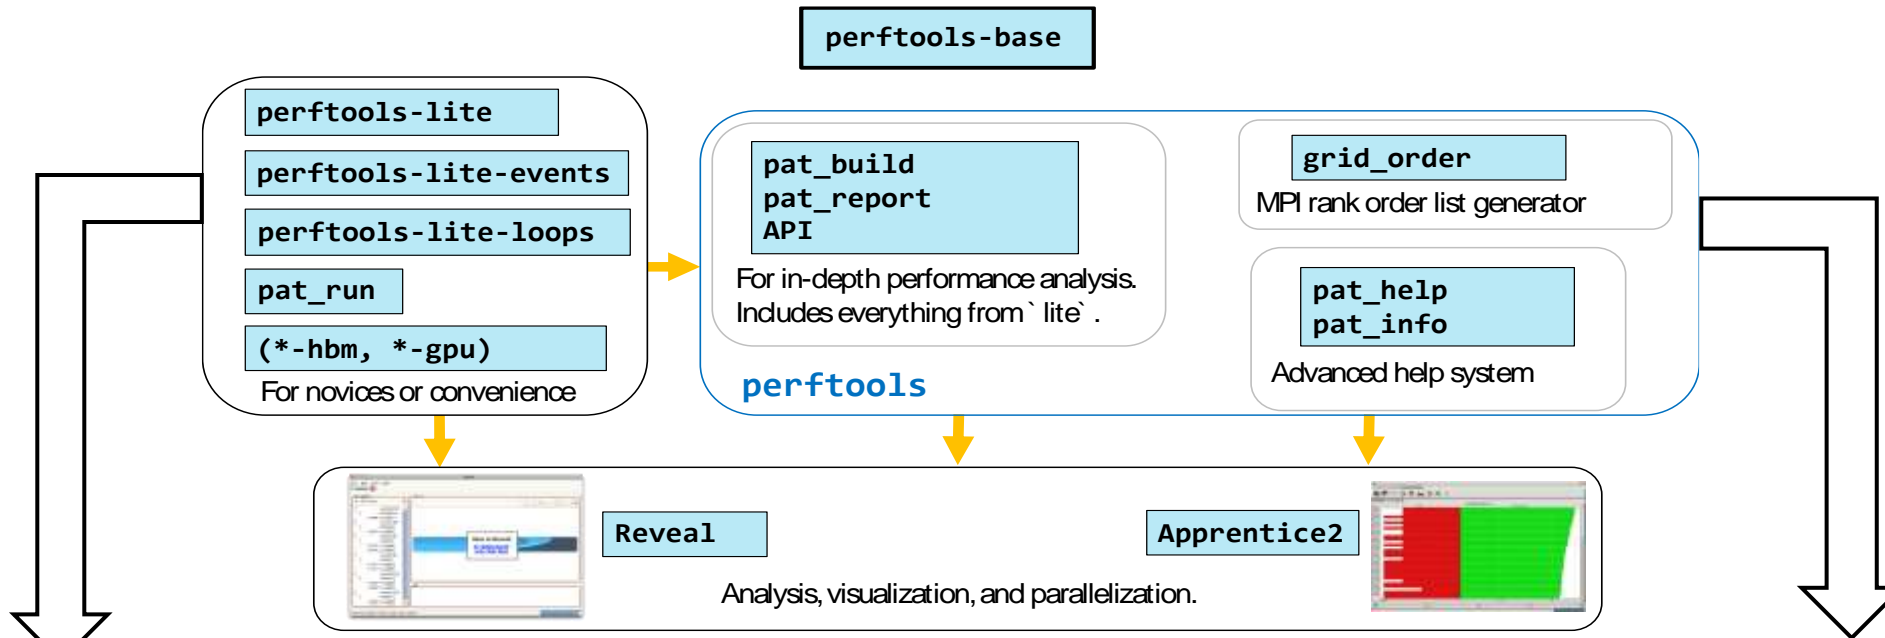 perftools-base
perftools-lite
perftools-lite-events
perftools-lite-loops
pat_run
(*-hbm, *-gpu)
For novices or convenience
pat_build
pat_report
API
For in-depth performance analysis.
Includes everything from ` lite` .
perftools
grid_order
MPI rank order list generator
pat_help
pat_info
Advanced help system
Reveal
Apprentice2
Analysis, visualization, and parallelization.